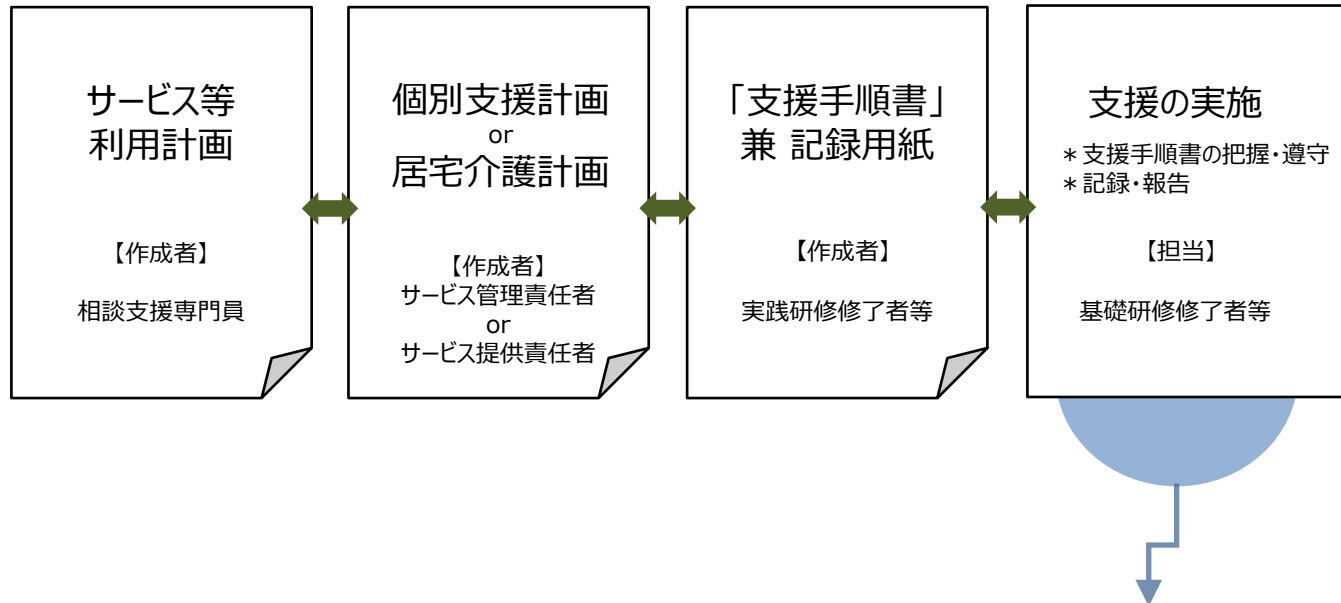 サービス等
利用計画
【作成者】
相談支援専門員
個別支援計画
or
居宅介護計画
【作成者】
サービス管理責任者
or
サービス提供責任者
「支援手順書」
兼 記録用紙
【作成者】
実践研修修了者等
支援の実施
＊支援手順書の把握・遵守
＊記録・報告
【担当】
基礎研修修了者等